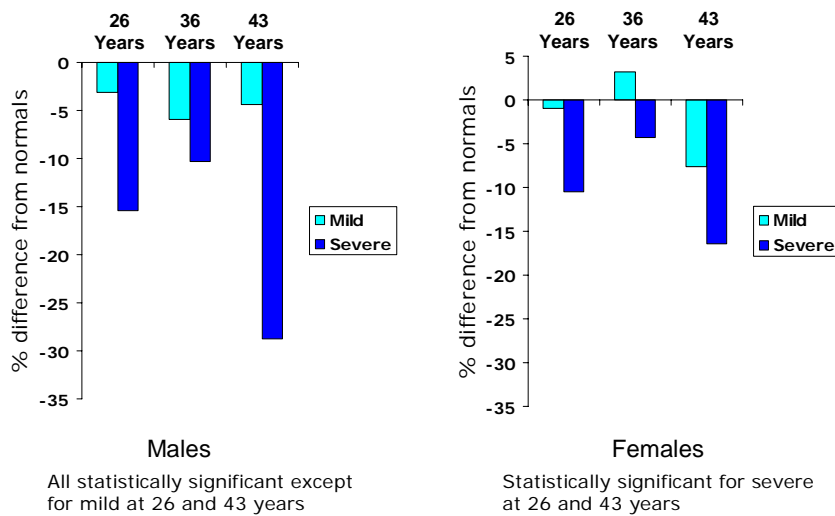 26
Years
36
Years
43
Years
0
-5
-10
-15
-20
-25
-30
-35
% difference from normals
Mild
Severe
Males
All statistically significant except
for mild at 26 and 43 years
26
Years
36
Years
43
Years
5
0
-5
-10
-15
-20
-25
-30
-35
% difference from normals
Mild
Severe
Females
Statistically significant for severe
at 26 and 43 years